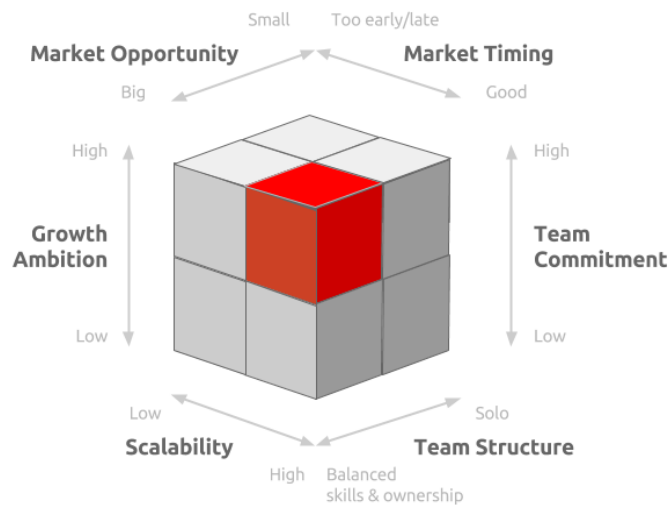 Small
Too early/late
Market Opportunity
Market Timing
Big
Good
High
High
Growth
Ambition
Team
Commitment
Low
Low
Low
Solo
Scalability
Team Structure
High
Balanced
skills & ownership